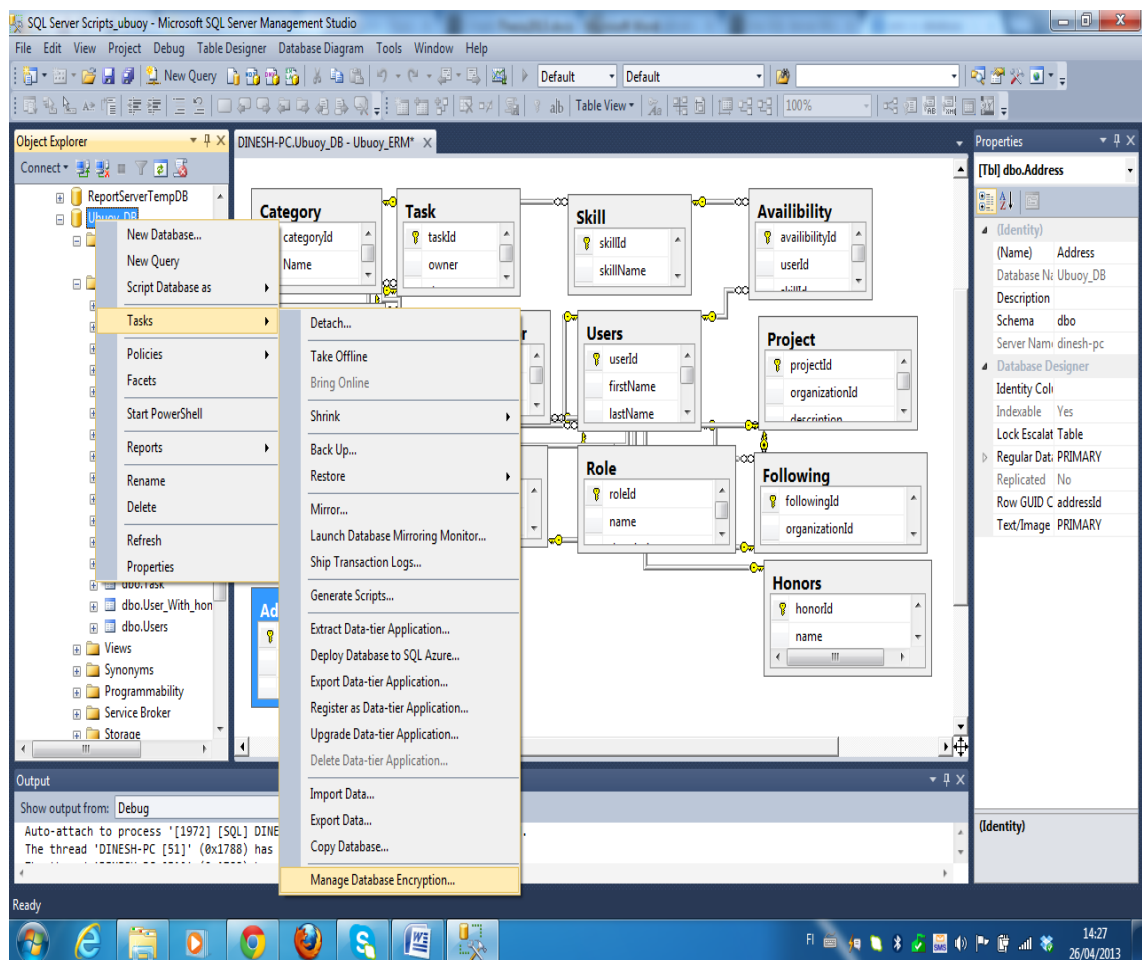 SQL Server Scripts_ubuoy - Microsoft SQL Server Management Studio
File Edit View Project Debug Table Designer Database Diagram Tools Window Help
New Query Default Default
Table View 100%
Object Explorer
Connect
ReportServerTempDB
Ubuoy_DB
dbo.Task
dbo.User_With_hon
dbo.Users
Views
Synonyms
Programmability
Service Broker
Storage
New Database...
New Query
Script Database as
Tasks
Policies
Facets
Start PowerShell
Reports
Rename
Delete
Refresh
Properties
Detach...
Take Offline
Bring Online
Shrink
Back Up...
Restore
Mirror...
Launch Database Mirroring Monitor...
Ship Transaction Logs...
Generate Scripts...
Extract Data-tier Application...
Deploy Database to SQL Azure...
Export Data-tier Application...
Register as Data-tier Application...
Upgrade Data-tier Application...
Delete Data-tier Application...
Import Data...
Export Data...
Copy Database...
Manage Database Encryption...
DINESH-PC.Ubuoy_DB - Ubuoy_ERM*
Category
categoryId
Name
Task
taskId
owner
Skill
skillId
skillName
Availibility
availibilityId
userId
skillId
r
Users
userId
firstName
lastName
Project
projectId
organizationId
description
Role
roleId
name
Following
followingId
organizationId
Honors
honorId
name
Ad
Properties
[Tbl] dbo.Address
(Identity)
(Name) Address
Database Na Ubuoy_DB
Description
Schema dbo
Server Name dinesh-pc
Database Designer
Identity Colu
Indexable Yes
Lock Escalat Table
Regular Data PRIMARY
Replicated No
Row GUID C addressId
Text/Image PRIMARY
(Identity)
Output
Show output from: Debug
Auto-attach to process '[1972] [SQL] DINE
The thread 'DINESH-PC [51]' (0x1788) has
Ready
FI
SMS
14:27
26/04/2013